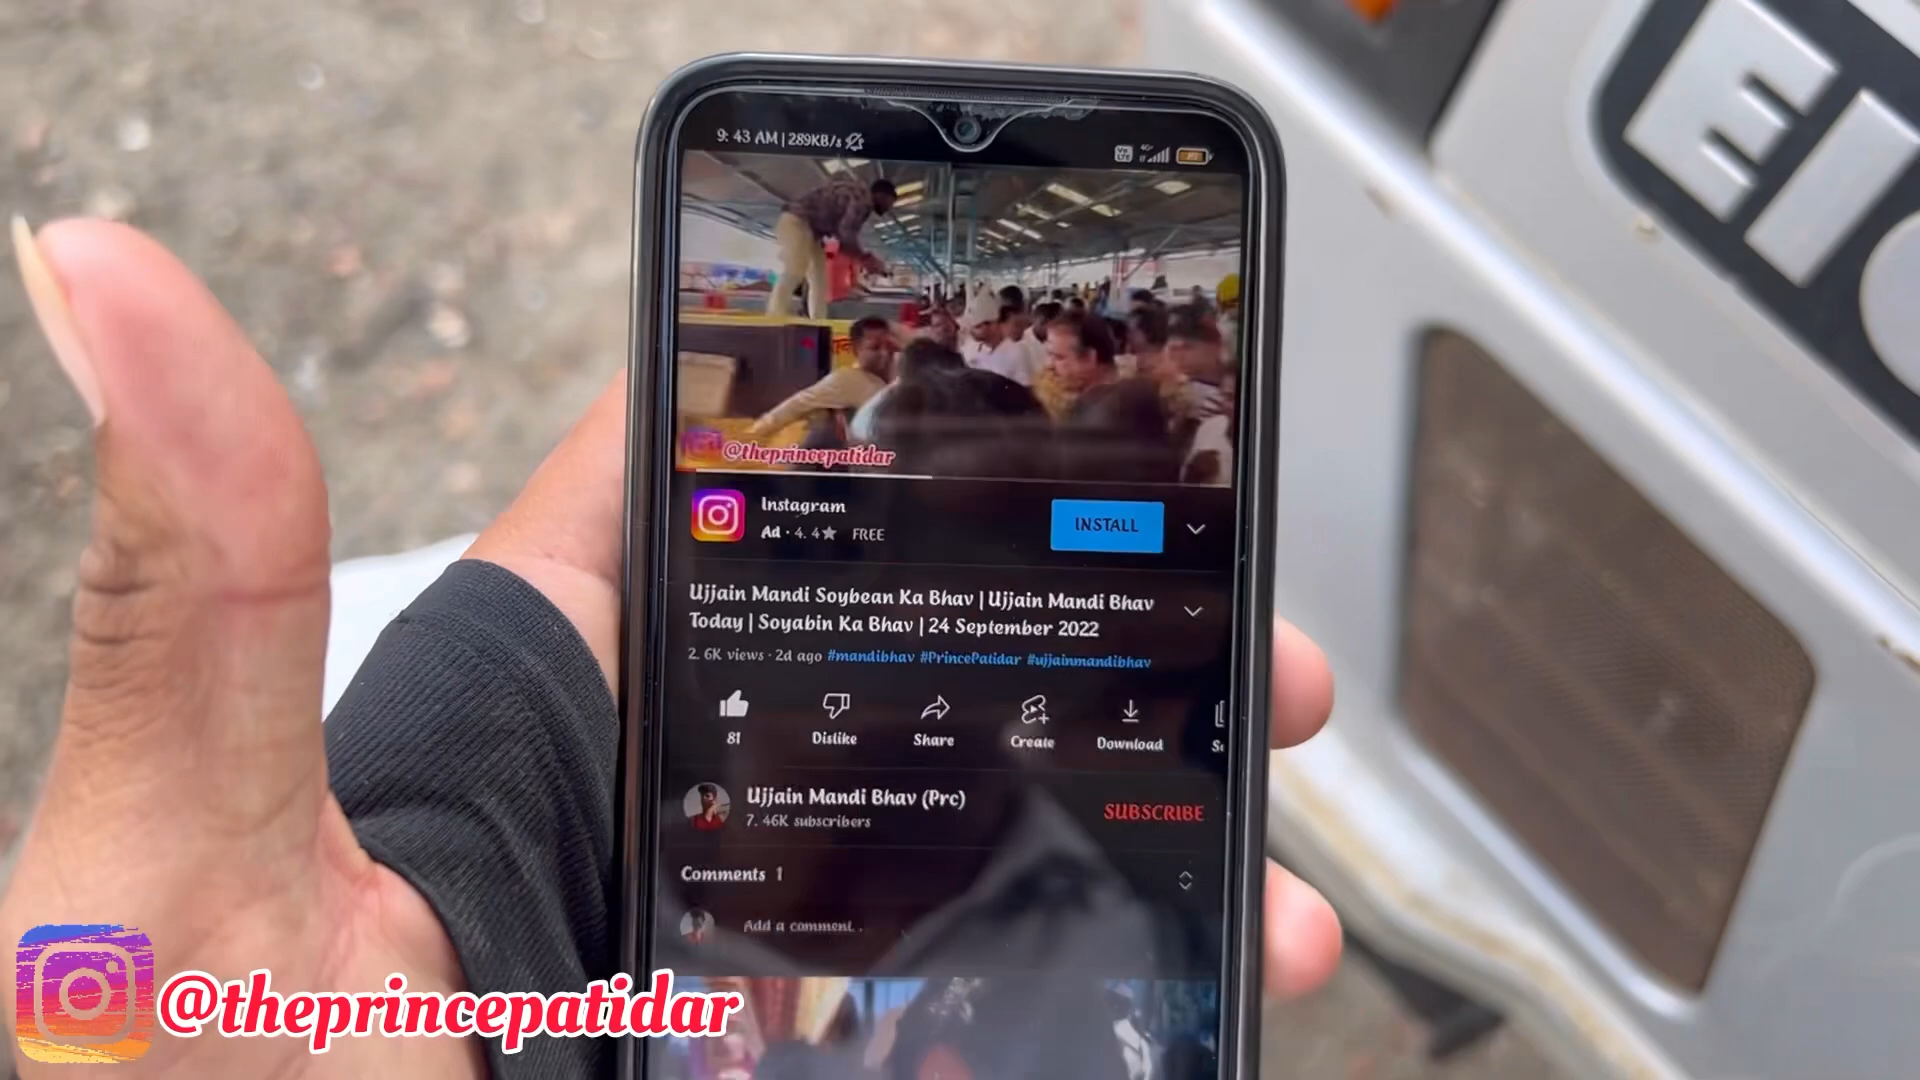 EIC
9: 43 AM | 289KB/s
4G
@theprincepatidar
Instagram
Ad · 4. 4★ FREE
INSTALL
Ujjain Mandi Soybean Ka Bhav | Ujjain Mandi Bhav
Today | Soyabin Ka Bhav | 24 September 2022
2. 6K views · 2d ago #mandibhav #PrincePatidar #ujjainmandibhav
81
Dislike
Share
Create
Download
Ujjain Mandi Bhav (Prc)
7. 46K subscribers
SUBSCRIBE
Comments 1
Add a comment. .
@theprincepatidar